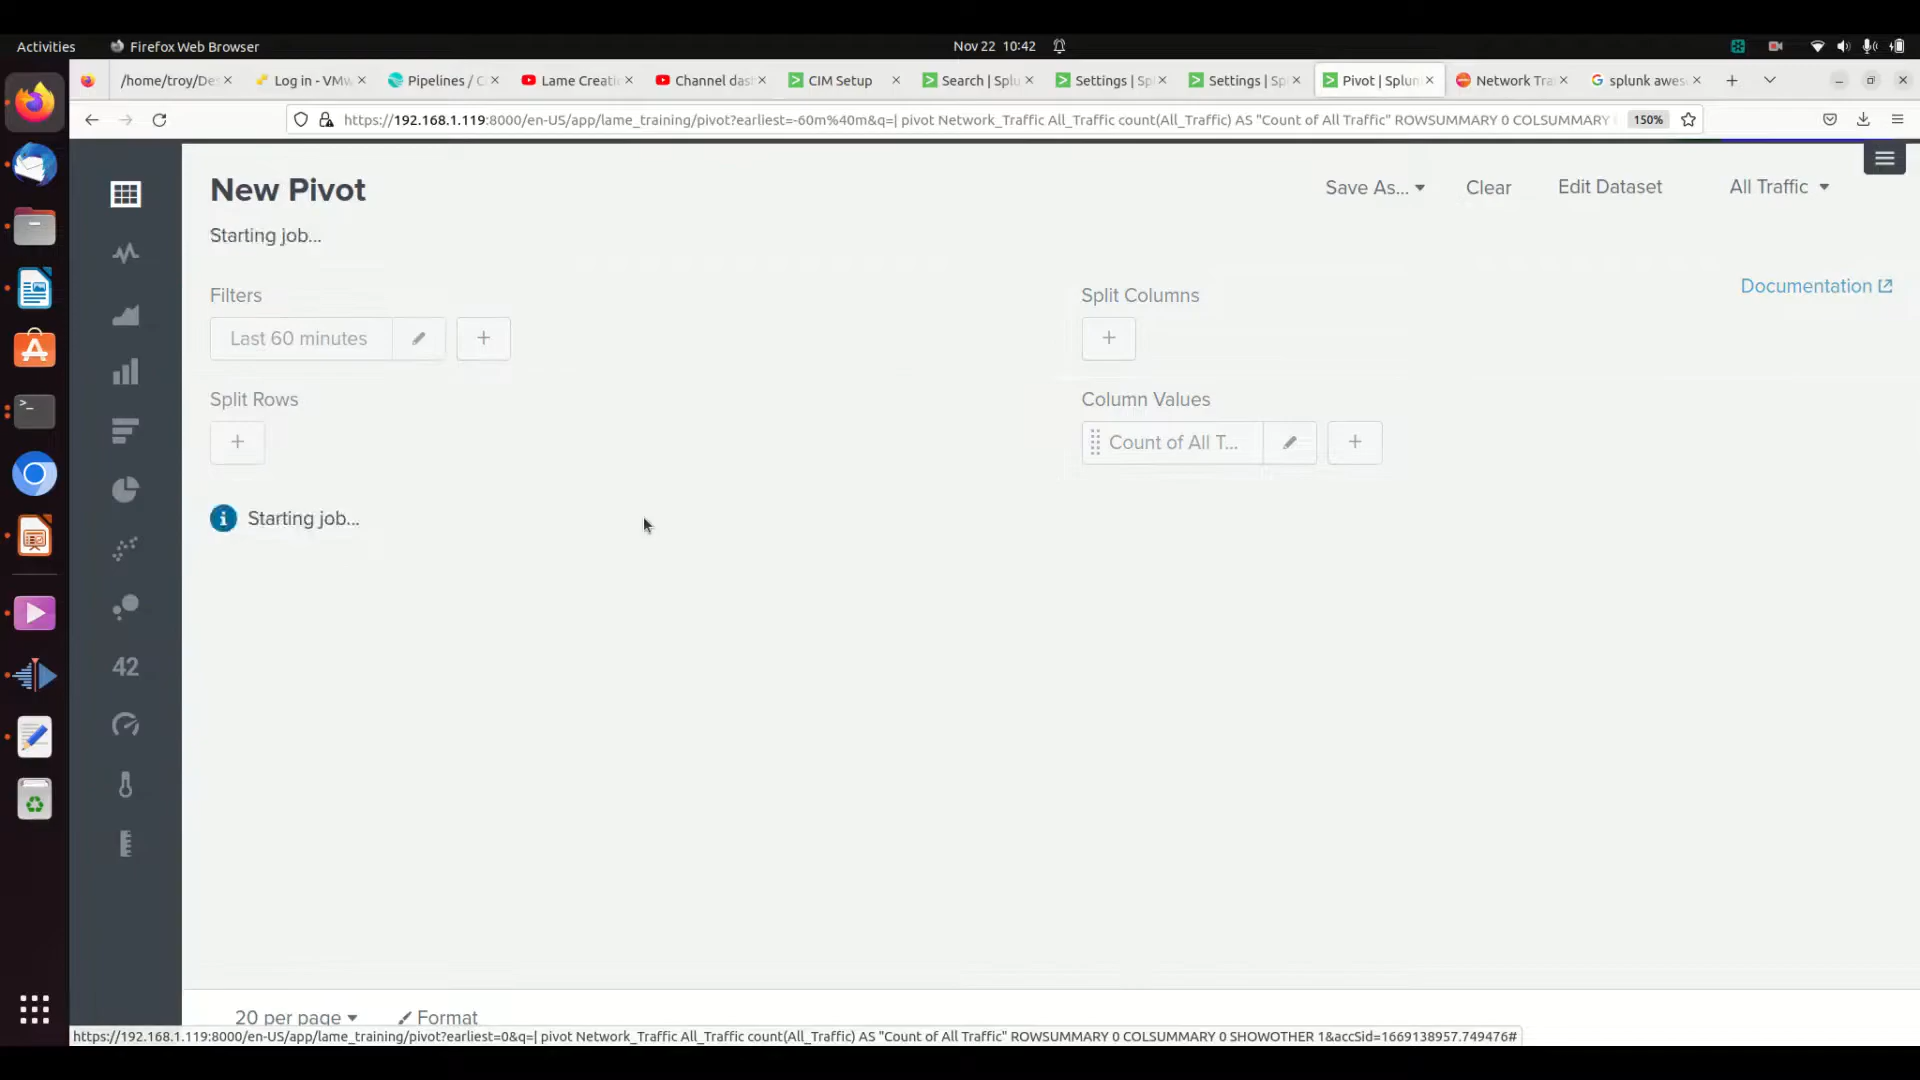 Activities
Firefox Web Browser
Nov 22 10:42
/home/troy/De
Log in - VMw
Pipelines / C
Lame Creati
Channel das
CIM Setup
Search | Splu
Settings | Spl
Settings | Spl
Pivot | Splun
Network Tra
splunk awes
https://192.168.1.119:8000/en-US/app/lame_training/pivot?earliest=-60m%40m&q=| pivot Network_Traffic All_Traffic count(All_Traffic) AS "Count of All Traffic" ROWSUMMARY 0 COLSUMMARY
150%
New Pivot
Save As...
Clear
Edit Dataset
All Traffic
Starting job...
Documentation
Filters
Split Columns
Last 60 minutes
+
+
Split Rows
Column Values
+
Count of All T...
+
Starting job...
42
20 per page
Format
https://192.168.1.119:8000/en-US/app/lame_training/pivot?earliest=0&q=| pivot Network_Traffic All_Traffic count(All_Traffic) AS "Count of All Traffic" ROWSUMMARY 0 COLSUMMARY 0 SHOWOTHER 1&accSid=1669138957.749476#